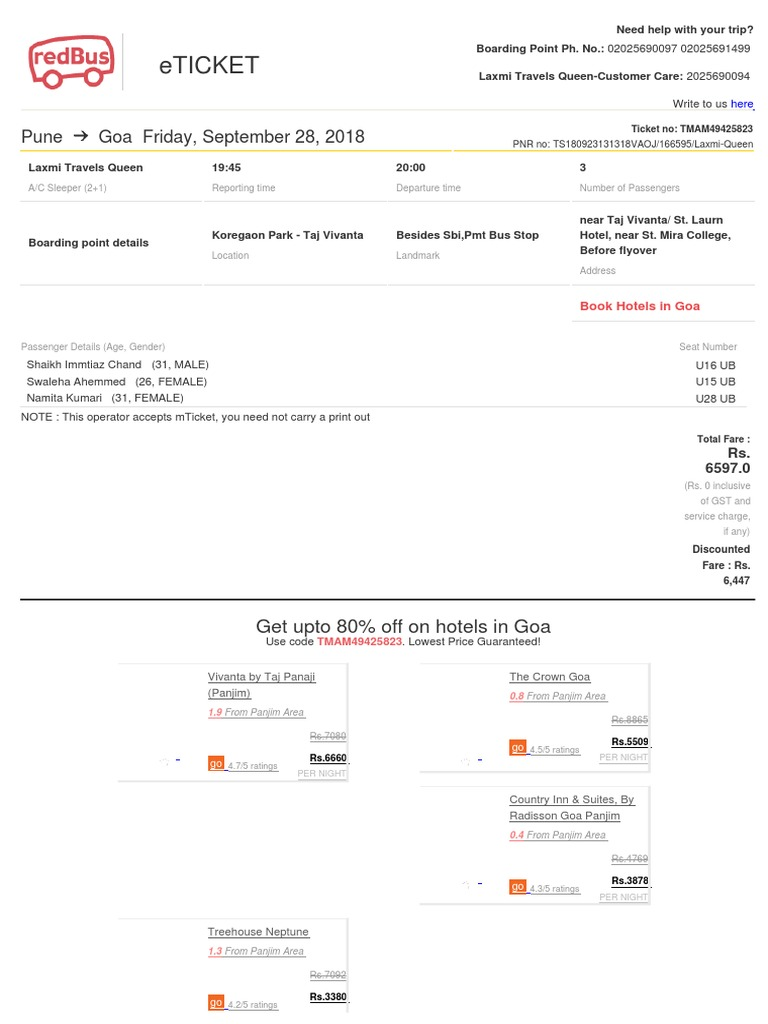 Need help with your trip?
redBus
eTICKET
Boarding Point Ph. No.: 02025690097 02025691499
Laxmi Travels Queen-Customer Care: 2025690094
Write to us here
Pune → Goa Friday, September 28, 2018
Ticket no: TMAM49425823
PNR no: TS180923131318VAOJ/166595/Laxmi-Queen
Laxmi Travels Queen 19:45 20:00 3
A/C Sleeper (2+1) Reporting time Departure time Number of Passengers
Boarding point details
Koregaon Park - Taj Vivanta
Location
Besides Sbi,Pmt Bus Stop
Landmark
near Taj Vivanta/ St. Laurn
Hotel, near St. Mira College,
Before flyover
Address
Book Hotels in Goa
Passenger Details (Age, Gender) Seat Number
Shaikh Immtiaz Chand (31, MALE) U16 UB
Swaleha Ahemmed (26, FEMALE) U15 UB
Namita Kumari (31, FEMALE) U28 UB
NOTE : This operator accepts mTicket, you need not carry a print out
Total Fare :
Rs.
6597.0
(Rs. 0 inclusive
of GST and
service charge,
if any)
Discounted
Fare : Rs.
6,447
Get upto 80% off on hotels in Goa
Use code TMAM49425823. Lowest Price Guaranteed!
Vivanta by Taj Panaji
(Panjim)
1.9 From Panjim Area
Rs.7080
Rs.6660
go 4.7/5 ratings
PER NIGHT
The Crown Goa
0.8 From Panjim Area
Rs.8865
Rs.5509
go 4.5/5 ratings
PER NIGHT
Country Inn & Suites, By
Radisson Goa Panjim
0.4 From Panjim Area
Rs.4769
Rs.3878
go 4.3/5 ratings
PER NIGHT
Treehouse Neptune
1.3 From Panjim Area
Rs.7092
Rs.3380
go 4.2/5 ratings